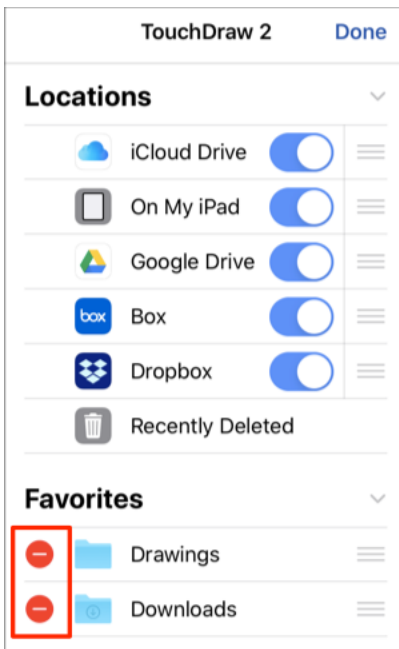 TouchDraw 2 Done
Locations
iCloud Drive
On My iPad
Google Drive
box Box
Dropbox
Recently Deleted
Favorites
Drawings
Downloads